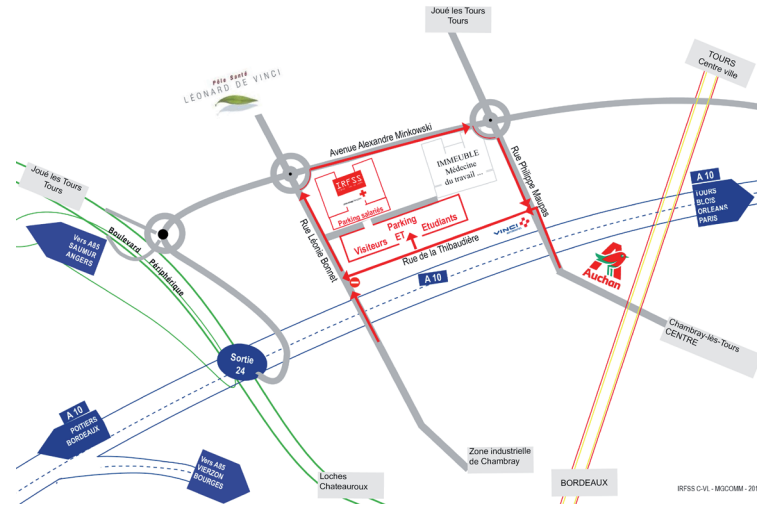 Joué les Tours
Tours
TOURS
Centre ville
Pôle Santé
LÉONARD DE VINCI
Avenue Alexandre Minkowski
IMMEUBLE
Médecine
du travail ...
Rue Philippe Maupas
IRFSS
Parking salariés
Joué les Tours
Tours
A 10
TOURS
BLOIS
ORLEANS
PARIS
Vers A85
SAUMUR
ANGERS
Boulevard
Périphérique
Rue Léonie Bonnet
Parking
Visiteurs ET Etudiants
Rue de la Thibaudière
VINCI
Auchan
A 10
Chambray-lès-Tours
CENTRE
Sortie
24
A 10
POITIERS
BORDEAUX
Vers A85
VIERZON
BOURGES
Loches
Chateauroux
Zone industrielle
de Chambray
BORDEAUX
IRFSS C-VL - MGCOMM - 201